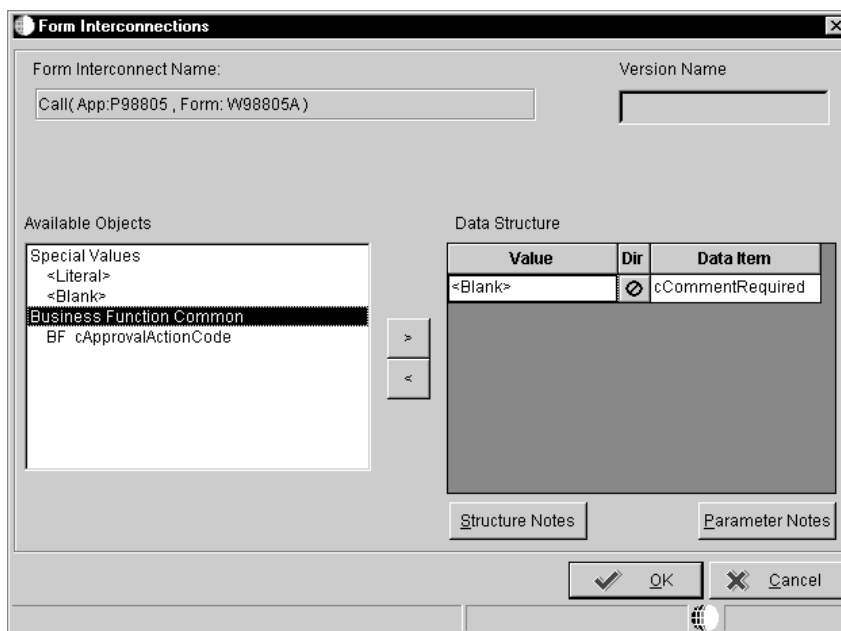 Form Interconnections
Form Interconnect Name:
Version Name
Call( App:P98805 , Form: W98805A )
Available Objects
Special Values
<Literal>
<Blank>
Business Function Common
BF cApprovalActionCode
>
<
Data Structure
Value Dir Data Item
<Blank> cCommentRequired
Structure Notes
Parameter Notes
OK
Cancel